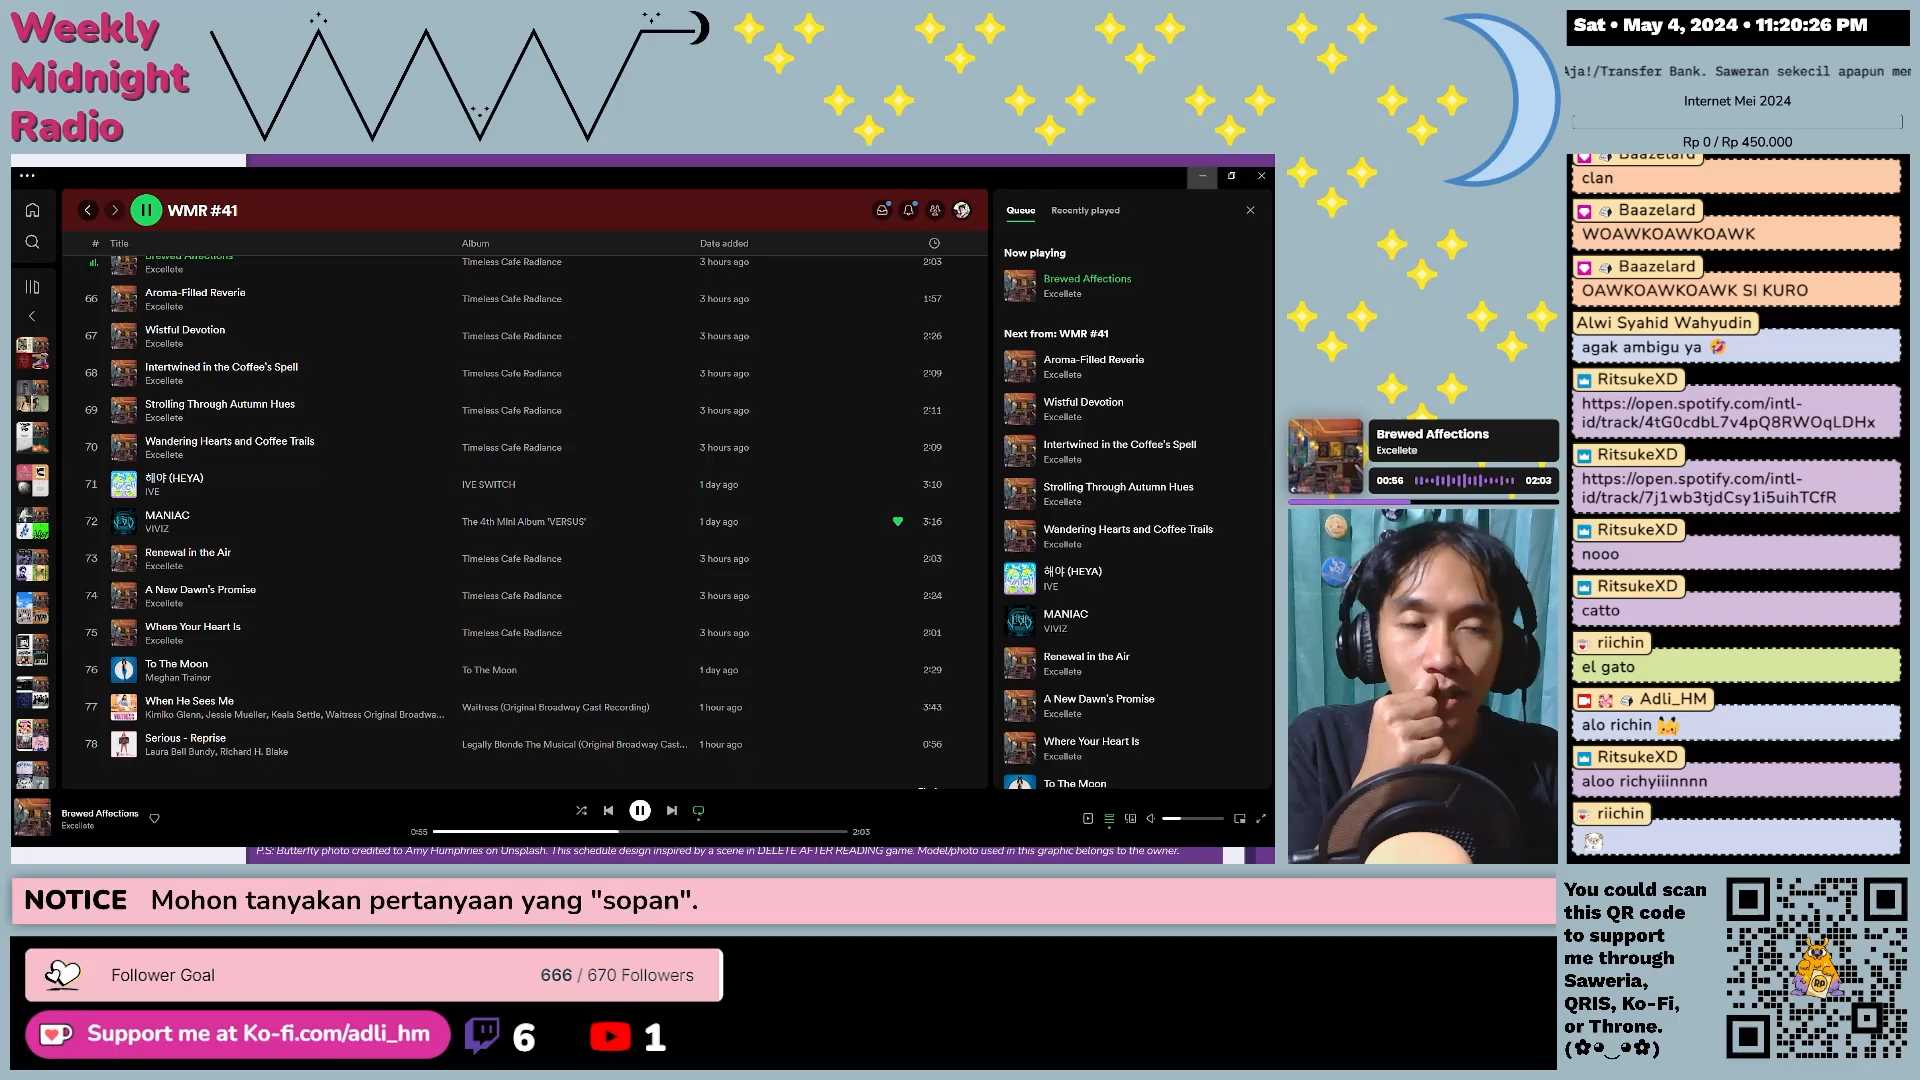 Weekly
Midnight
Radio
Sat • May 4, 2024 • 11:20:26 PM
Aja!/Transfer Bank. Saweran sekecil apapun mer
Internet Mei 2024
Rp 0 / Rp 450.000
WMR #41
# Title Album Date added
Brewed Affections
Excellete
Timeless Cafe Radiance 3 hours ago 2:03
66 Aroma-Filled Reverie Timeless Cafe Radiance 3 hours ago 1:57
Excellete
67 Wistful Devotion Timeless Cafe Radiance 3 hours ago 2:26
Excellete
68 Intertwined in the Coffee's Spell Timeless Cafe Radiance 3 hours ago 2:09
Excellete
69 Strolling Through Autumn Hues Timeless Cafe Radiance 3 hours ago 2:11
Excellete
70 Wandering Hearts and Coffee Trails Timeless Cafe Radiance 3 hours ago 2:09
Excellete
71 해야 (HEYA) IVE SWITCH 1 day ago 3:10
IVE
72 MANIAC The 4th Mini Album 'VERSUS' 1 day ago 3:16
VIVIZ
73 Renewal in the Air Timeless Cafe Radiance 3 hours ago 2:03
Excellete
74 A New Dawn's Promise Timeless Cafe Radiance 3 hours ago 2:24
Excellete
75 Where Your Heart Is Timeless Cafe Radiance 3 hours ago 2:01
Excellete
76 To The Moon To The Moon 1 day ago 2:29
Meghan Trainor
77 When He Sees Me Waitress (Original Broadway Cast Recording) 1 hour ago 3:43
Kimiko Glenn, Jessie Mueller, Keala Settle, Waitress Original Broadwa...
78 Serious - Reprise Legally Blonde The Musical (Original Broadway Cast... 1 hour ago 0:56
Laura Bell Bundy, Richard H. Blake
Queue Recently played
Now playing
Brewed Affections
Excellete
Next from: WMR #41
Aroma-Filled Reverie
Excellete
Wistful Devotion
Excellete
Intertwined in the Coffee's Spell
Excellete
Strolling Through Autumn Hues
Excellete
Wandering Hearts and Coffee Trails
Excellete
해야 (HEYA)
IVE
MANIAC
VIVIZ
Renewal in the Air
Excellete
A New Dawn's Promise
Excellete
Where Your Heart Is
Excellete
To The Moon
Brewed Affections
Excellete
0:55 2:03
P.S: Butterfly photo credited to Amy Humphries on Unsplash. This schedule design inspired by a scene in DELETE AFTER READING game. Model/photo used in this graphic belongs to the owner.
Brewed Affections
Excellete
00:56 02:03
Baazelard
clan
Baazelard
WOAWKOAWKOAWK
Baazelard
OAWKOAWKOAWK SI KURO
Alwi Syahid Wahyudin
agak ambigu ya 🤣
RitsukeXD
https://open.spotify.com/intl-
id/track/4tG0cdbL7v4pQ8RWOqLDHx
RitsukeXD
https://open.spotify.com/intl-
id/track/7j1wb3tjdCsy1i5uihTCfR
RitsukeXD
nooo
RitsukeXD
catto
riichin
el gato
Adli_HM
alo richin
RitsukeXD
aloo richyiiinnnn
riichin
NOTICE Mohon tanyakan pertanyaan yang "sopan".
Follower Goal 666 / 670 Followers
Support me at Ko-fi.com/adli_hm 6 1
You could scan
this QR code
to support
me through
Saweria,
QRIS, Ko-Fi,
or Throne.
(✿◕‿◕✿)
RP